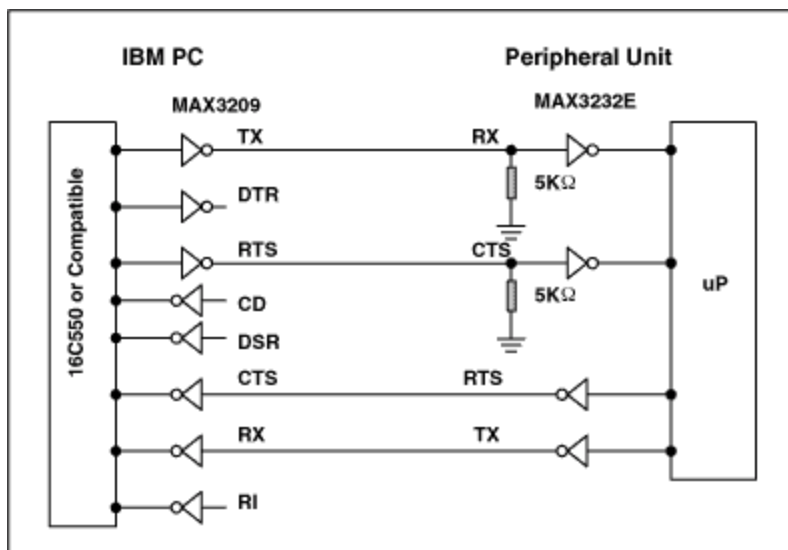 IBM PC
Peripheral Unit
MAX3209
MAX3232E
TX
RX
5KΩ
DTR
RTS
CTS
5KΩ
CD
DSR
CTS
RTS
RX
TX
RI
16C550 or Compatible
uP